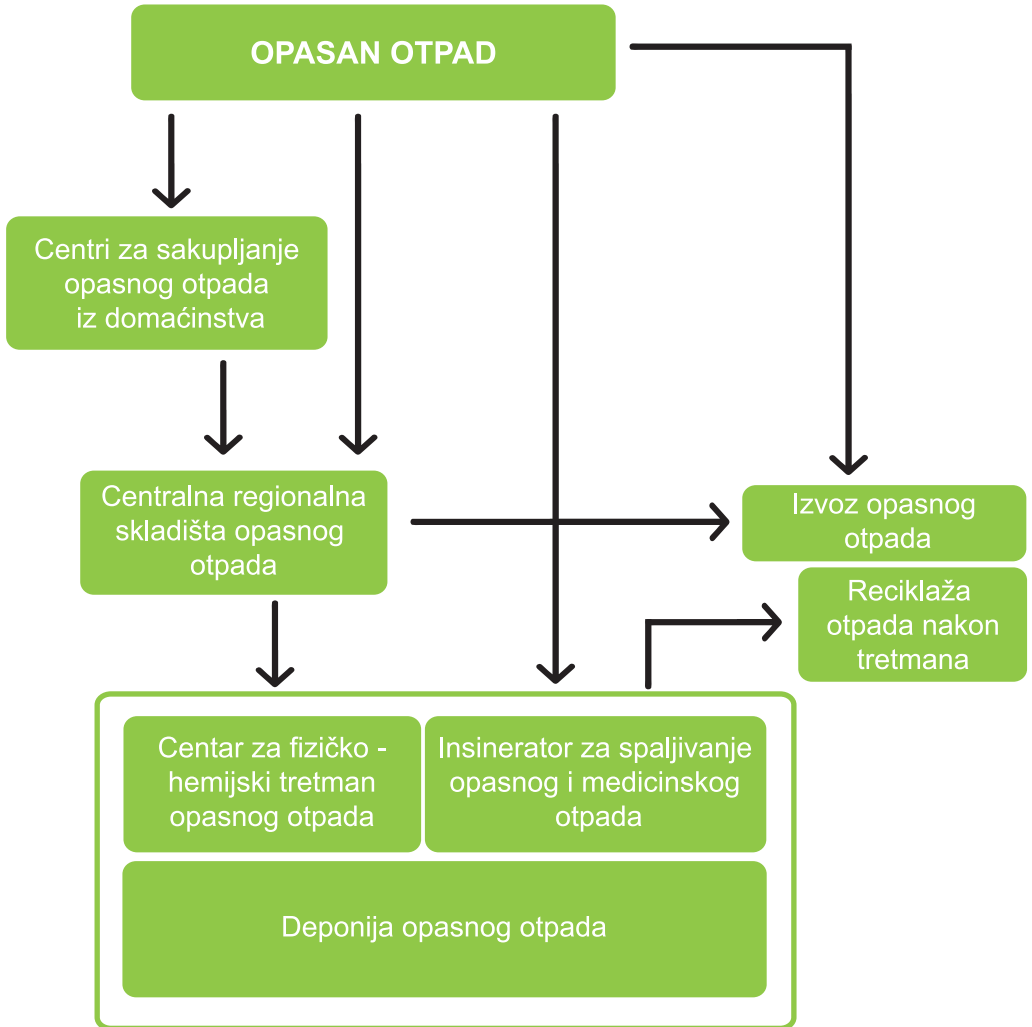 OPASAN OTPAD
Centri za sakupljanje
opasnog otpada
iz domaćinstva
Centralna regionalna
skladišta opasnog
otpada
Izvoz opasnog
otpada
Reciklaža
otpada nakon
tretmana
Centar za fizičko -
hemijski tretman
opasnog otpada
Insinerator za spaljivanje
opasnog i medicinskog
otpada
Deponija opasnog otpada